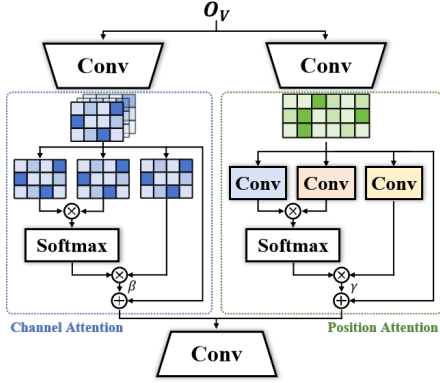 O_V
Conv Conv
Conv Conv Conv
Softmax Softmax
β γ
Channel Attention Position Attention
Conv